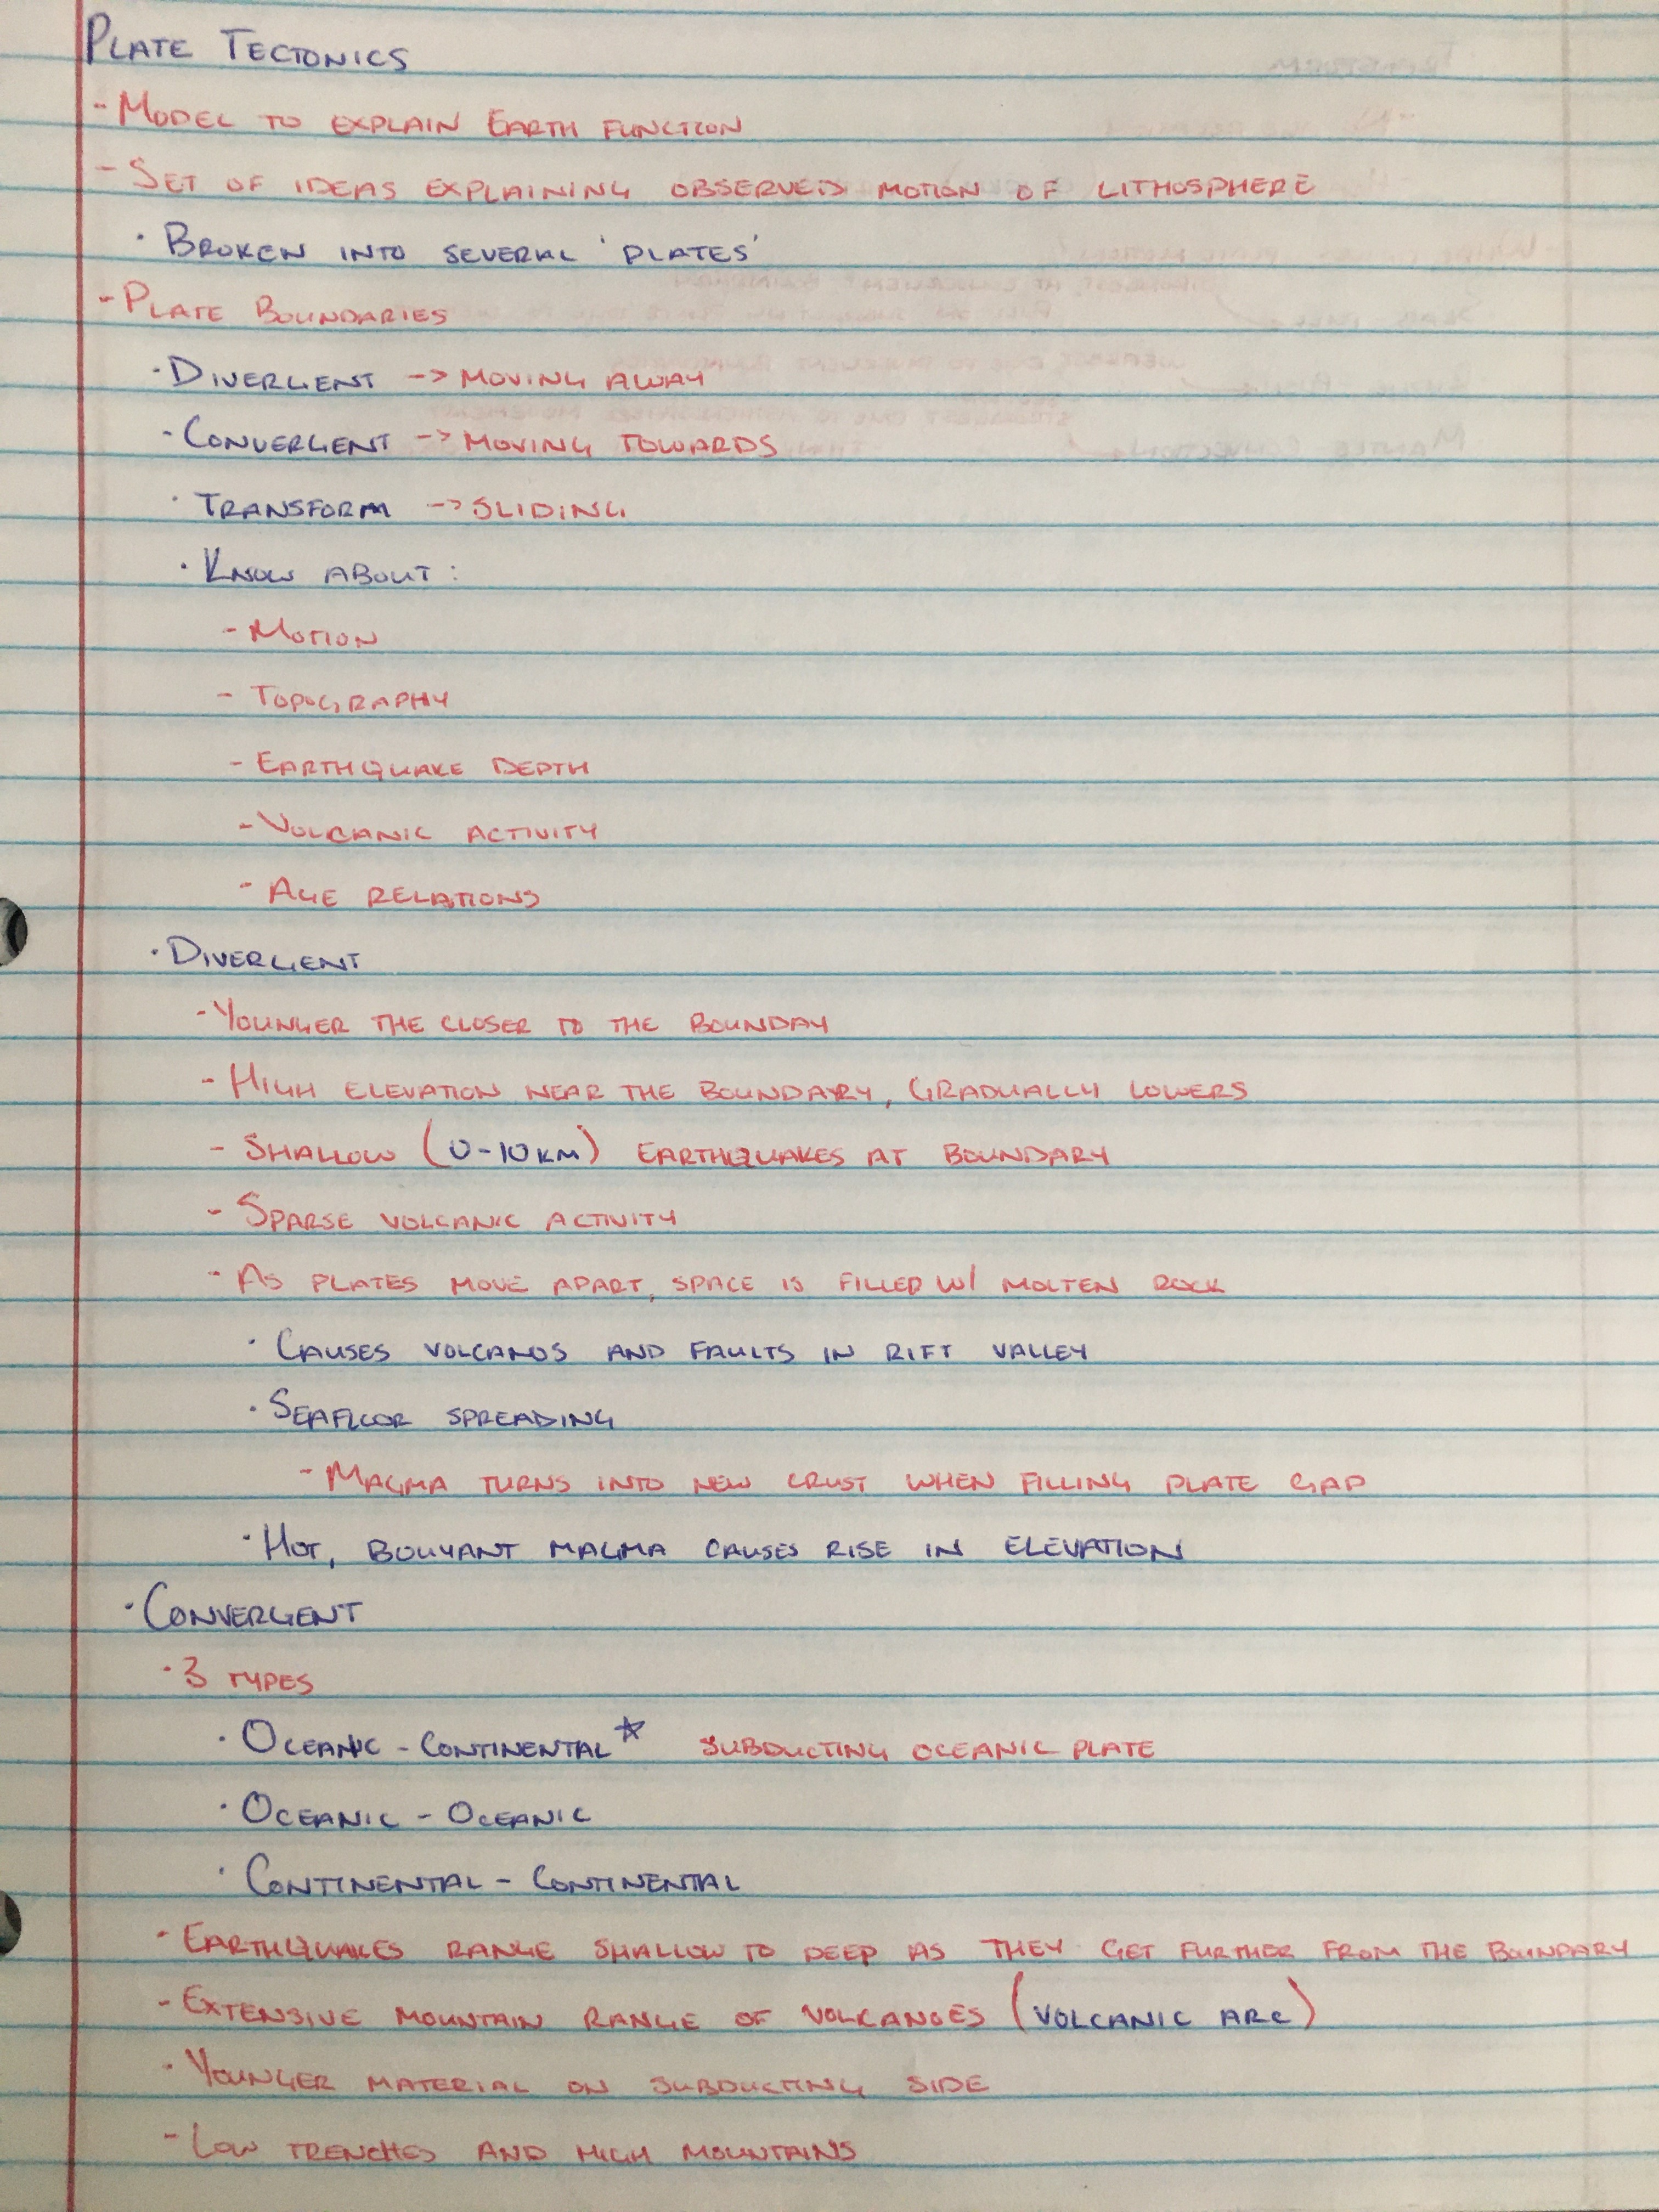 PLATE TECTONICS
- MODEL TO EXPLAIN EARTH FUNCTION
- SET OF IDEAS EXPLAINING OBSERVED MOTION OF LITHOSPHERE
· BROKEN INTO SEVERAL 'PLATES'
- PLATE BOUNDARIES
· DIVERGENT -> MOVING AWAY
- CONVERGENT -> MOVING TOWARDS
· TRANSFORM -> SLIDING
· KNOW ABOUT:
- MOTION
- TOPOGRAPHY
- EARTHQUAKE DEPTH
- VOLCANIC ACTIVITY
- AGE RELATIONS
· DIVERGENT
- YOUNGER THE CLOSER TO THE BOUNDAY
- HIGH ELEVATION NEAR THE BOUNDARY, GRADUALLY LOWERS
- SHALLOW (0-10KM) EARTHQUAKES AT BOUNDARY
- SPARSE VOLCANIC ACTIVITY
- AS PLATES MOVE APART, SPACE IS FILLED W/ MOLTEN ROCK
· CAUSES VOLCANOS AND FAULTS IN RIFT VALLEY
· SEAFLOOR SPREADING
- MAGMA TURNS INTO NEW CRUST WHEN FILLING PLATE GAP
· HOT, BOUYANT MAGMA CAUSES RISE IN ELEVATION
· CONVERGENT
· 3 TYPES
· OCEANIC - CONTINENTAL ☆ SUBDUCTING OCEANIC PLATE
· OCEANIC - OCEANIC
· CONTINENTAL - CONTINENTAL
- EARTHQUAKES RANGE SHALLOW TO DEEP AS THEY GET FURTHER FROM THE BOUNDARY
- EXTENSIVE MOUNTAIN RANGE OF VOLCANOES (VOLCANIC ARC)
· YOUNGER MATERIAL ON SUBDUCTING SIDE
- LOW TRENCHES AND HIGH MOUNTAINS